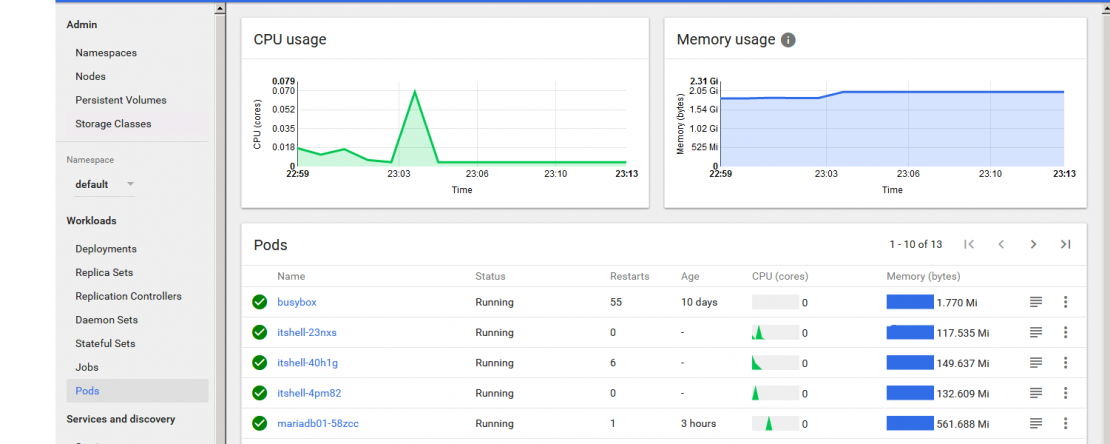 Admin
Namespaces
Nodes
Persistent Volumes
Storage Classes
Namespace
default
Workloads
Deployments
Replica Sets
Replication Controllers
Daemon Sets
Stateful Sets
Jobs
Pods
Services and discovery
CPU usage
CPU (cores)
0.079
0.070
0.052
0.035
0.018
0
22:59 23:03 23:06 23:10 23:13
Time
Memory usage
Memory (bytes)
2.31 Gi
2.05 Gi
1.54 Gi
1.02 Gi
525 Mi
0
22:59 23:03 23:06 23:10 23:13
Time
Pods 1 - 10 of 13
Name Status Restarts Age CPU (cores) Memory (bytes)
busybox Running 55 10 days 0 1.770 Mi
itshell-23nxs Running 0 - 0 117.535 Mi
itshell-40h1g Running 6 - 0 149.637 Mi
itshell-4pm82 Running 0 - 0 132.609 Mi
mariadb01-58zcc Running 1 3 hours 0 561.688 Mi